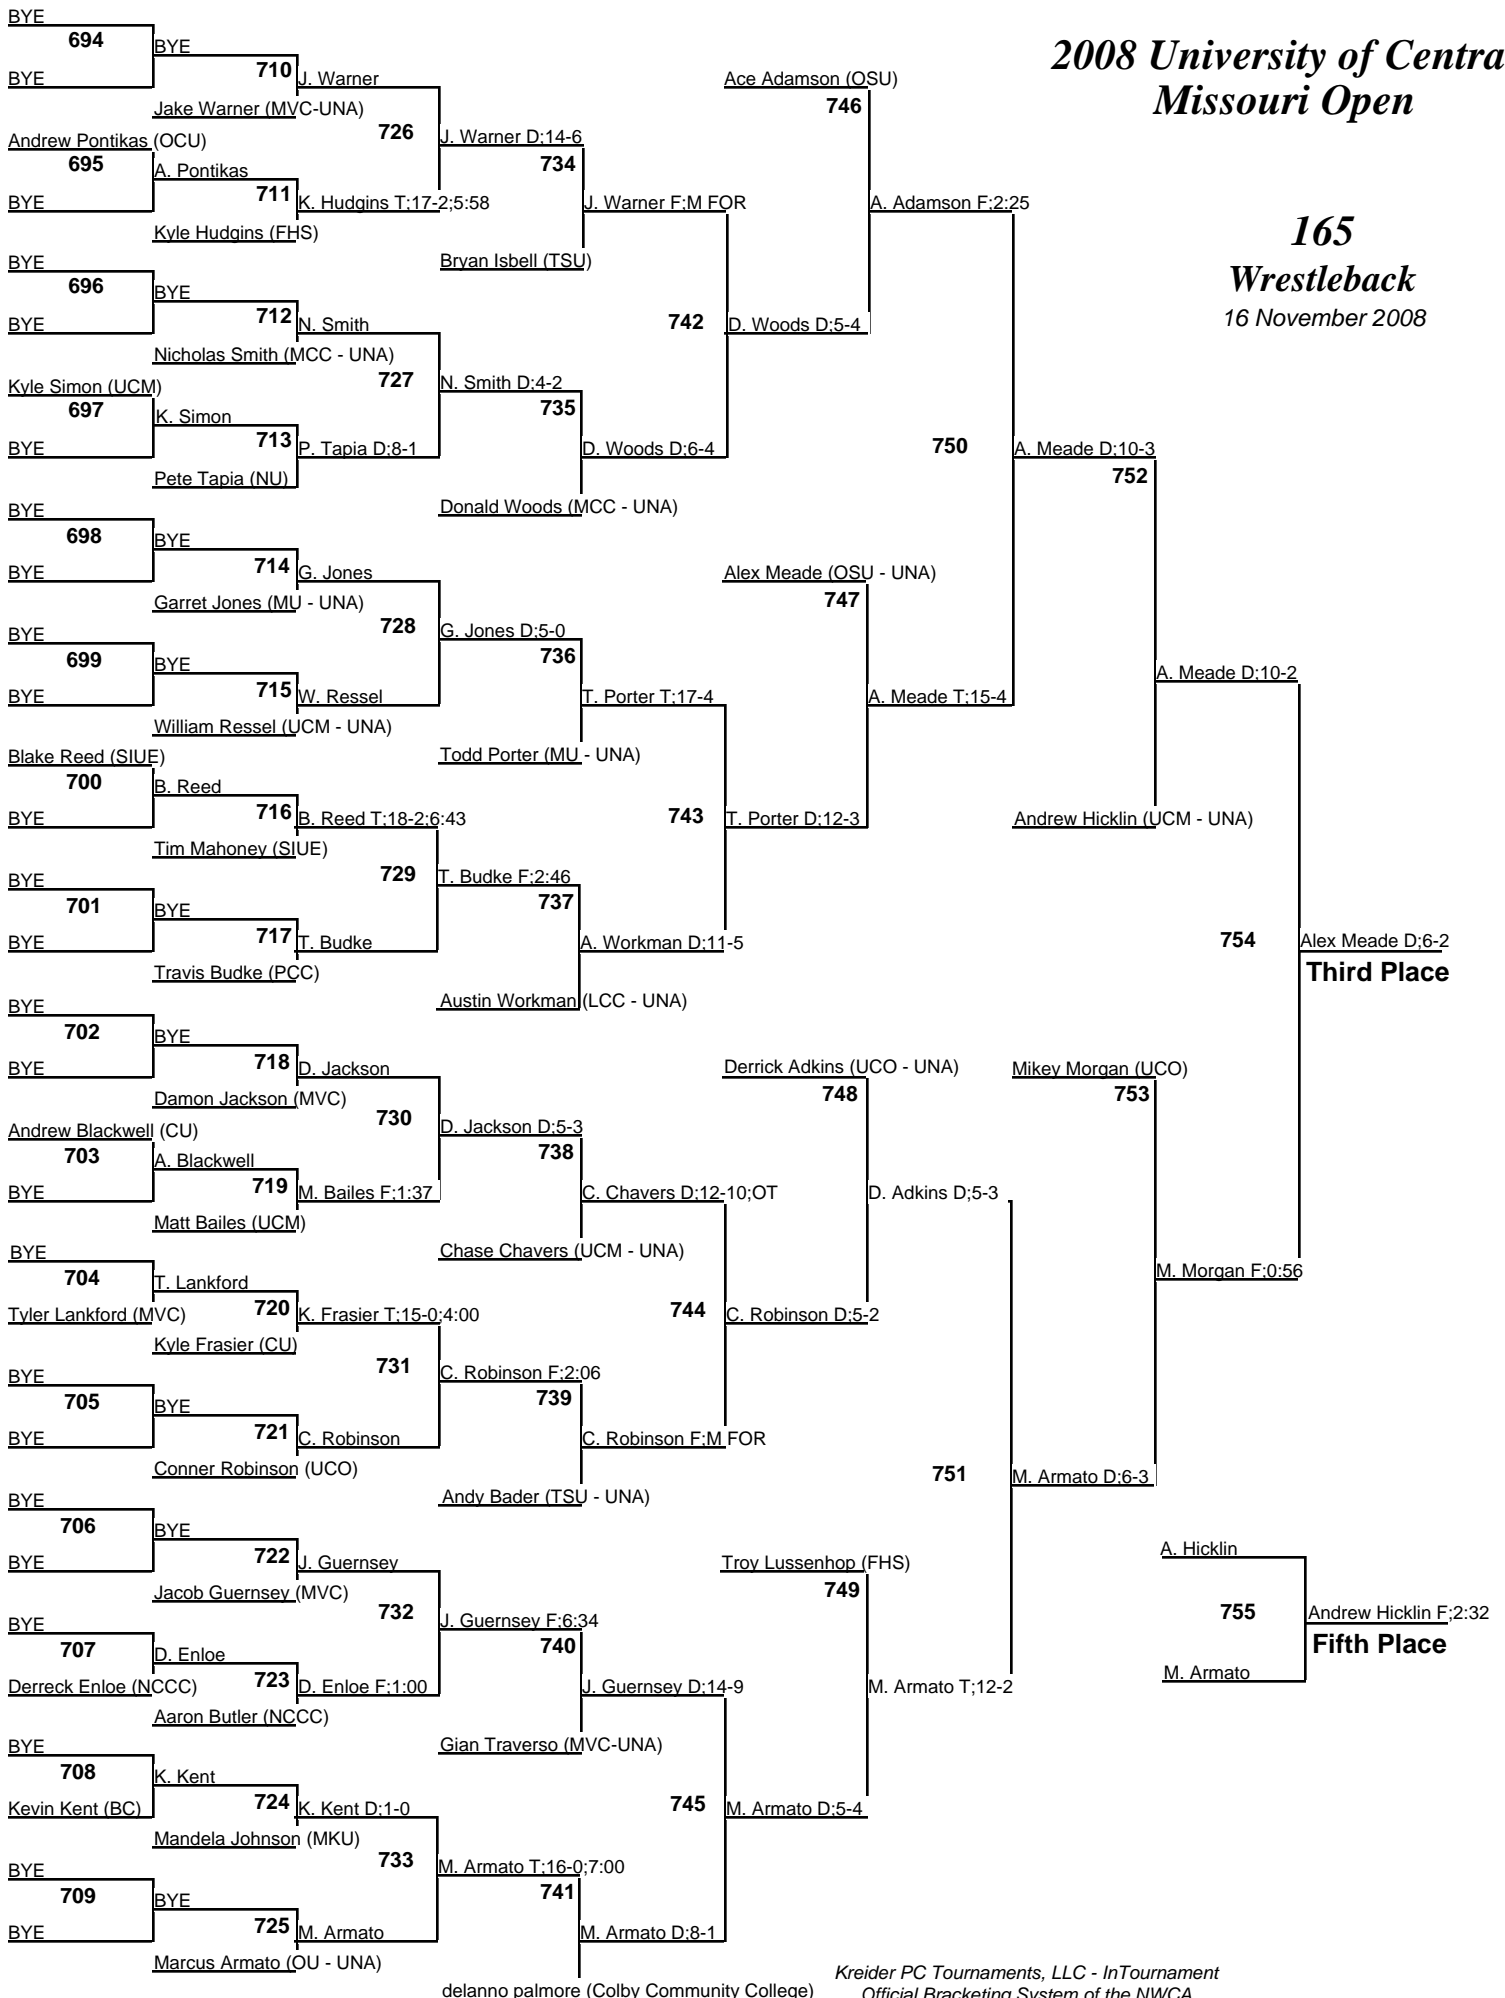 2008 University of Centra
Missouri Open
165
Wrestleback
16 November 2008
BYE
694
BYE
BYE
710
Jake Warner (MVC-UNA)
J. Warner
Andrew Pontikas (OCU)
695
BYE
A. Pontikas
711
Kyle Hudgins (FHS)
K. Hudgins T;17-2;5:58
726
J. Warner D;14-6
734
Bryan Isbell (TSU)
J. Warner F;M FOR
BYE
696
BYE
BYE
712
Nicholas Smith (MCC - UNA)
N. Smith
Kyle Simon (UCM)
697
BYE
K. Simon
713
Pete Tapia (NU)
P. Tapia D;8-1
727
N. Smith D;4-2
735
Donald Woods (MCC - UNA)
D. Woods D;6-4
742
D. Woods D;5-4
Ace Adamson (OSU)
746
A. Adamson F;2:25
BYE
698
BYE
BYE
714
Garret Jones (MU - UNA)
G. Jones
BYE
699
BYE
BYE
715
William Ressel (UCM - UNA)
W. Ressel
728
G. Jones D;5-0
736
Todd Porter (MU - UNA)
T. Porter T;17-4
Blake Reed (SIUE)
700
BYE
B. Reed
716
Tim Mahoney (SIUE)
B. Reed T;18-2;6:43
BYE
701
BYE
BYE
717
Travis Budke (PCC)
T. Budke
729
T. Budke F;2:46
737
Austin Workman (LCC - UNA)
A. Workman D;11-5
743
T. Porter D;12-3
Alex Meade (OSU - UNA)
747
A. Meade T;15-4
750
A. Meade D;10-3
752
Andrew Hicklin (UCM - UNA)
A. Meade D;10-2
BYE
702
BYE
BYE
718
Damon Jackson (MVC)
D. Jackson
Andrew Blackwell (CU)
703
BYE
A. Blackwell
719
Matt Bailes (UCM)
M. Bailes F;1:37
730
D. Jackson D;5-3
738
Chase Chavers (UCM - UNA)
C. Chavers D;12-10;OT
BYE
704
Tyler Lankford (MVC)
T. Lankford
720
Kyle Frasier (CU)
K. Frasier T;15-0;4:00
BYE
705
BYE
BYE
721
Conner Robinson (UCO)
C. Robinson
731
C. Robinson F;2:06
739
Andy Bader (TSU - UNA)
C. Robinson F;M FOR
744
C. Robinson D;5-2
Derrick Adkins (UCO - UNA)
748
D. Adkins D;5-3
BYE
706
BYE
BYE
722
Jacob Guernsey (MVC)
J. Guernsey
BYE
707
Derreck Enloe (NCCC)
D. Enloe
723
Aaron Butler (NCCC)
D. Enloe F;1:00
732
J. Guernsey F;6:34
740
Gian Traverso (MVC-UNA)
J. Guernsey D;14-9
BYE
708
Kevin Kent (BC)
K. Kent
724
Mandela Johnson (MKU)
K. Kent D;1-0
BYE
709
BYE
BYE
725
Marcus Armato (OU - UNA)
M. Armato
733
M. Armato T;16-0;7:00
741
delanno palmore (Colby Community College)
M. Armato D;8-1
745
M. Armato D;5-4
Troy Lussenhop (FHS)
749
M. Armato T;12-2
751
M. Armato D;6-3
Mikey Morgan (UCO)
753
M. Morgan F;0:56
754
Alex Meade D;6-2
Third Place
A. Hicklin
755
M. Armato
Andrew Hicklin F;2:32
Fifth Place
Kreider PC Tournaments, LLC - InTournament
Official Bracketing System of the NWCA